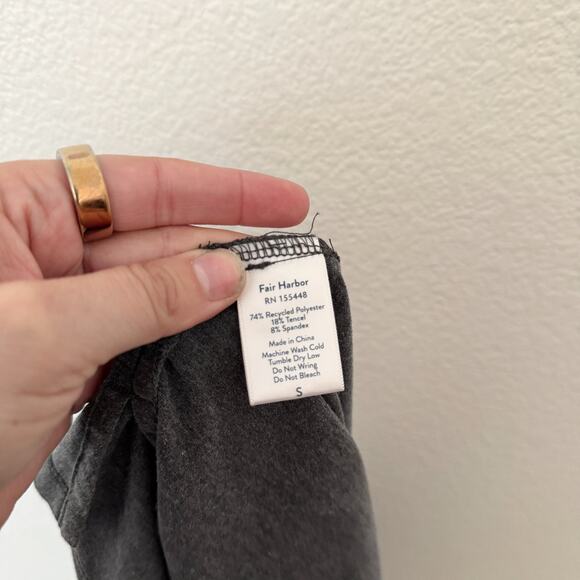 Fair Harbor
RN 155448
74% Recycled Polyester
18% Tencel
8% Spandex
Made in China
Machine Wash Cold
Tumble Dry Low
Do Not Wring
Do Not Bleach
S